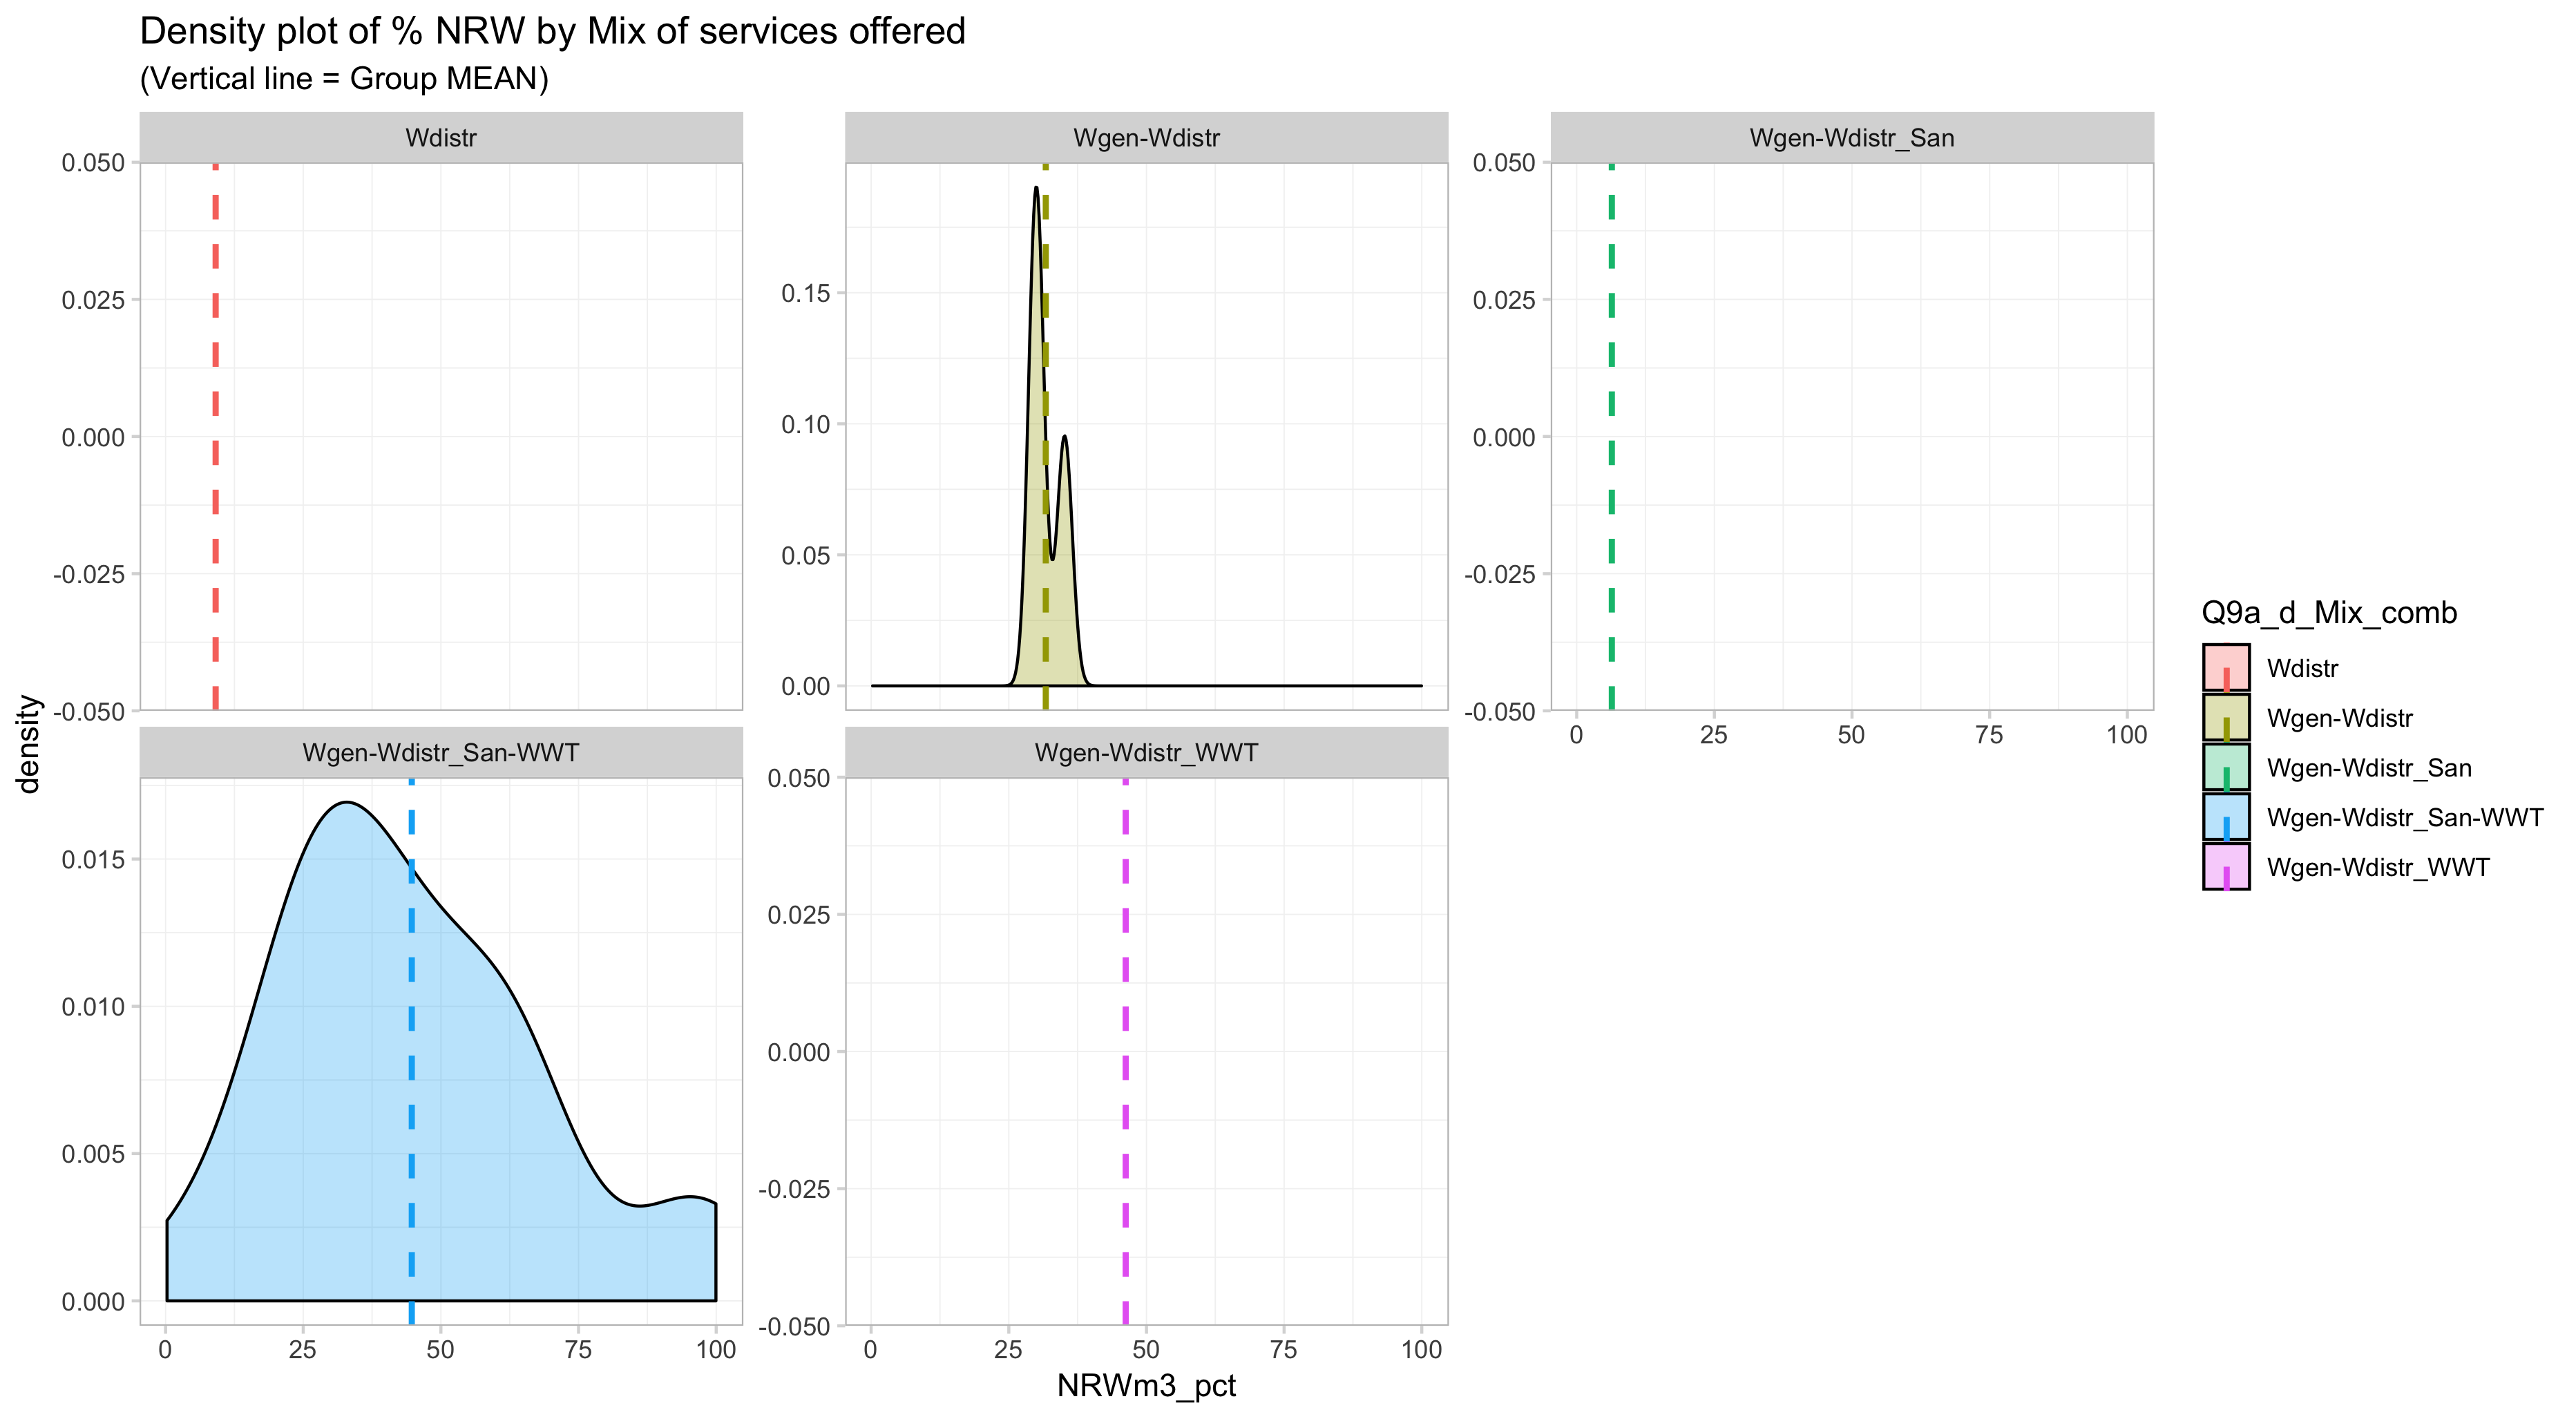 Density plot of % NRW by Mix of services offered
(Vertical line = Group MEAN)
Wdistr
Wgen-Wdistr
Wgen-Wdistr_San
0.050
0.025
0.000
-0.025
-0.050
0.15
0.10
0.05
0.00
0.050
0.025
0.000
-0.025
-0.050
0 25 50 75 100
density
Wgen-Wdistr_San-WWT
Wgen-Wdistr_WWT
0.015
0.010
0.005
0.000
0.050
0.025
0.000
-0.025
-0.050
0 25 50 75 100
0 25 50 75 100
NRWm3_pct
Q9a_d_Mix_comb
Wdistr
Wgen-Wdistr
Wgen-Wdistr_San
Wgen-Wdistr_San-WWT
Wgen-Wdistr_WWT